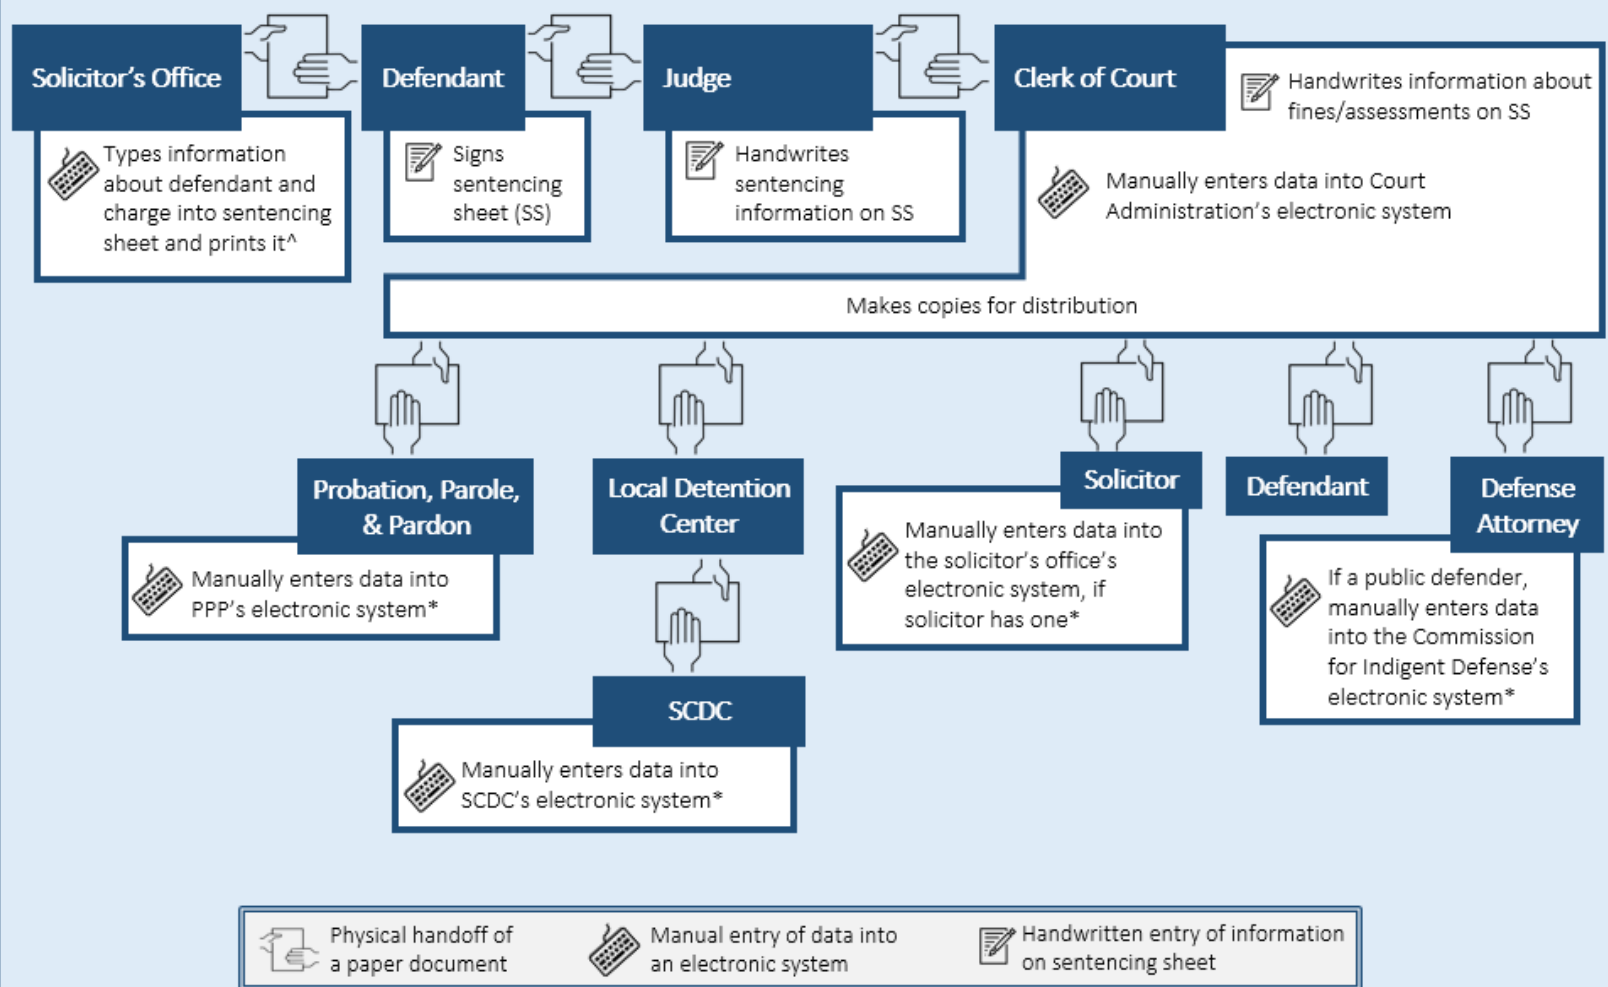 Solicitor's Office
Defendant
Judge
Clerk of Court
Handwrites information about
fines/assessments on SS
Types information
about defendant and
charge into sentencing
sheet and prints it^
Signs
sentencing
sheet (SS)
Handwrites
sentencing
information on SS
Manually enters data into Court
Administration's electronic system
Makes copies for distribution
Probation, Parole,
& Pardon
Manually enters data into
PPP's electronic system*
Local Detention
Center
SCDC
Manually enters data into
SCDC's electronic system*
Solicitor
Manually enters data into
the solicitor's office's
electronic system, if
solicitor has one*
Defendant
Defense
Attorney
If a public defender,
manually enters data
into the Commission
for Indigent Defense's
electronic system*
Physical handoff of
a paper document
Manual entry of data into
an electronic system
Handwritten entry of information
on sentencing sheet